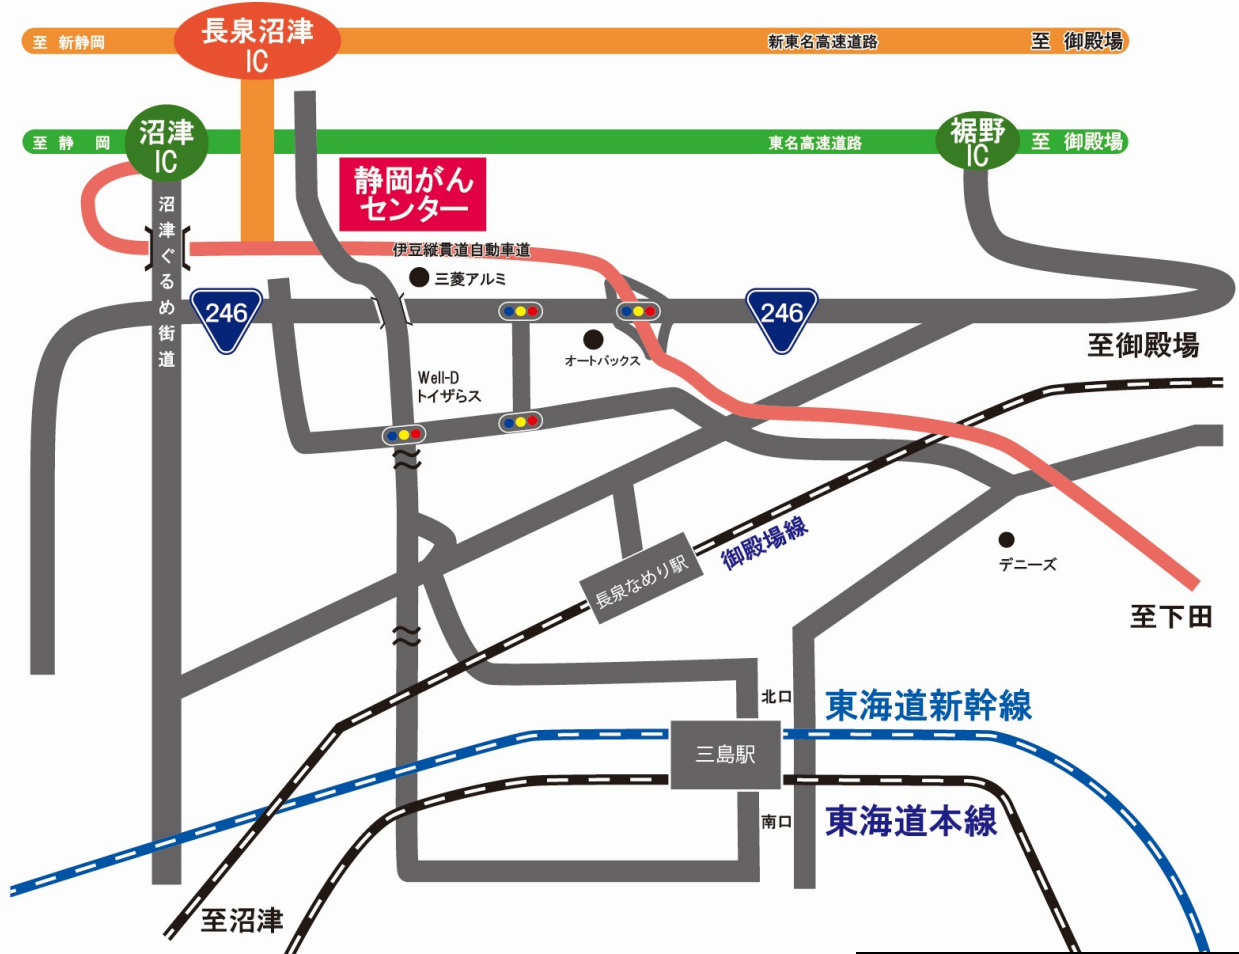 長泉沼津
IC
至 新静岡
新東名高速道路
至 御殿場
沼津
IC
至 静 岡
東名高速道路
裾野
IC
至 御殿場
静岡がん
センター
沼津ぐるめ街道
伊豆縦貫道自動車道
三菱アルミ
246
246
オートバックス
至御殿場
Well-D
トイザらス
御殿場線
長泉なめり駅
デニーズ
至下田
北口
東海道新幹線
三島駅
南口
東海道本線
至沼津